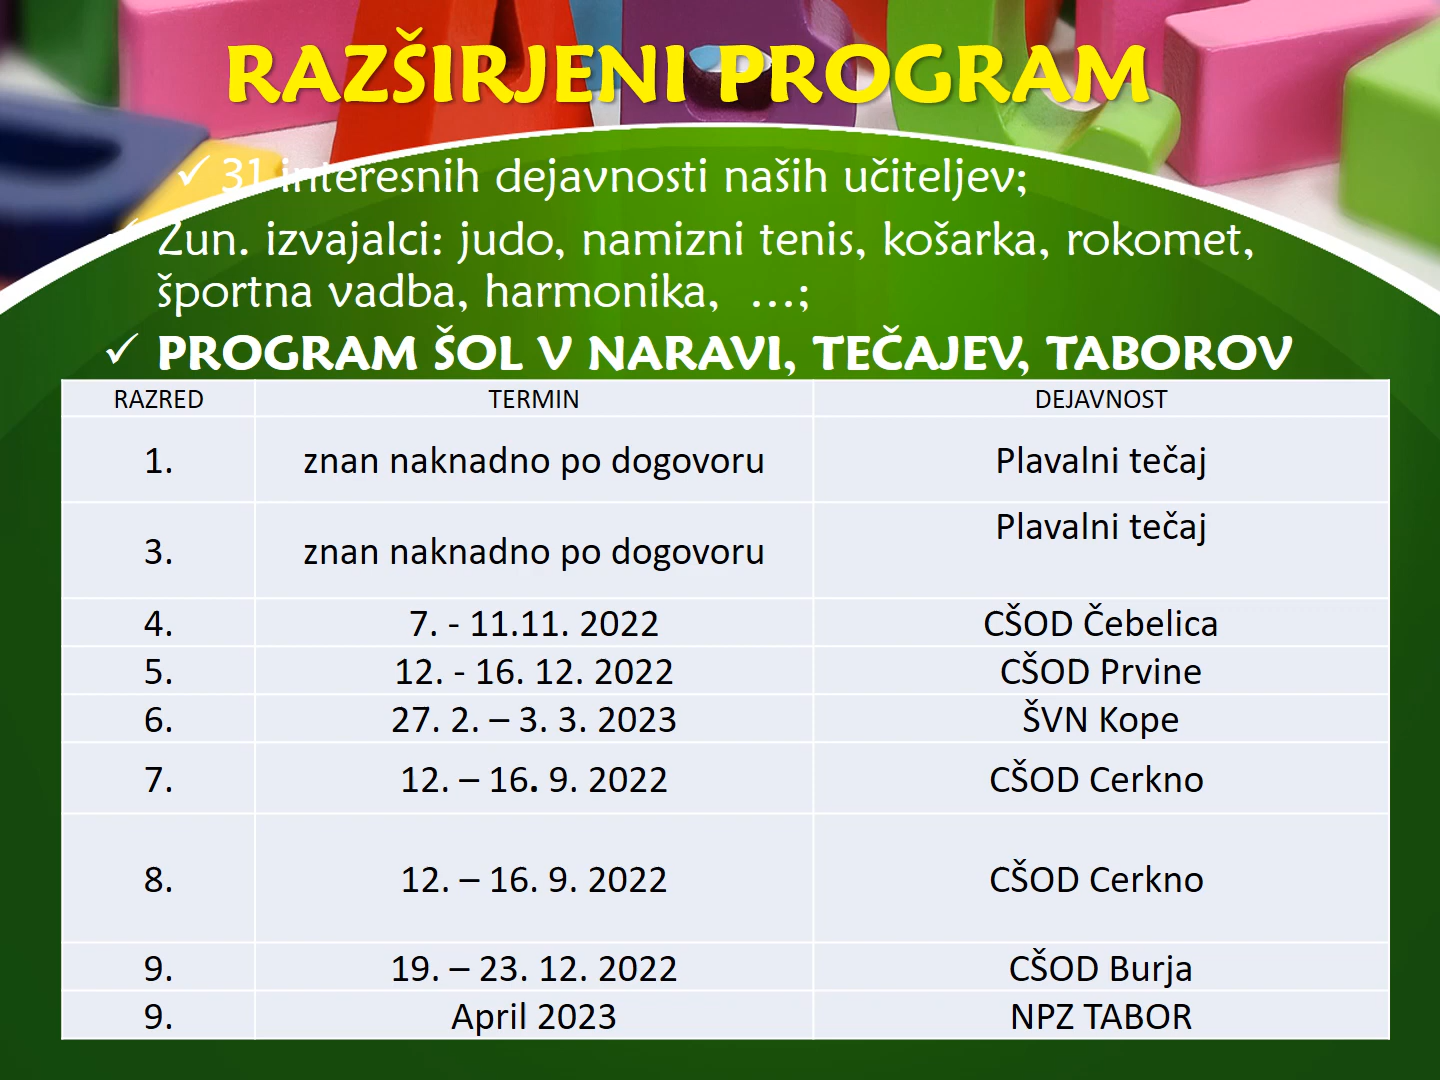 RAZŠIRJENI PROGRAM
✓ 31 interesnih dejavnosti naših učiteljev;
✓ Zun. izvajalci: judo, namizni tenis, košarka, rokomet,
športna vadba, harmonika,  …;
✓ PROGRAM ŠOL V NARAVI, TEČAJEV, TABOROV
RAZRED TERMIN DEJAVNOST
1. znan naknadno po dogovoru Plavalni tečaj
3. znan naknadno po dogovoru Plavalni tečaj
4. 7. - 11.11. 2022 CŠOD Čebelica
5. 12. - 16. 12. 2022 CŠOD Prvine
6. 27. 2. – 3. 3. 2023 ŠVN Kope
7. 12. – 16. 9. 2022 CŠOD Cerkno
8. 12. – 16. 9. 2022 CŠOD Cerkno
9. 19. – 23. 12. 2022 CŠOD Burja
9. April 2023 NPZ TABOR